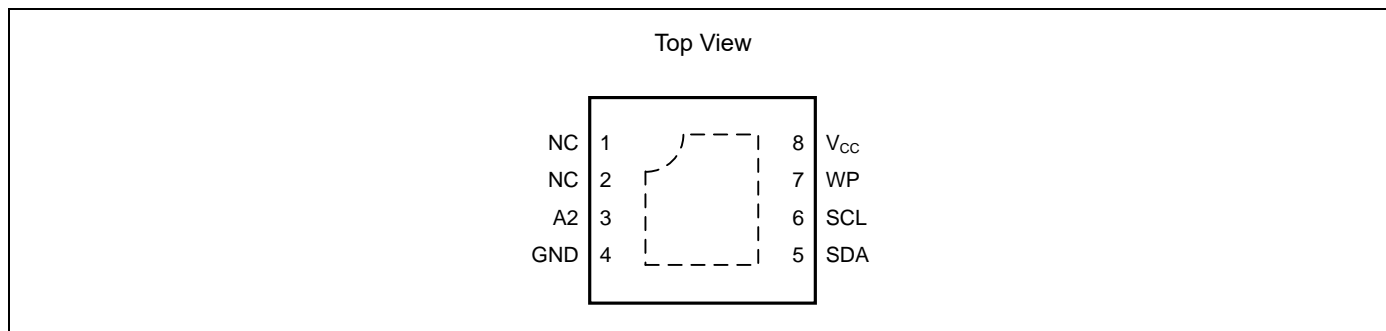 Top View
NC 1 8 VCC
NC 2 7 WP
A2 3 6 SCL
GND 4 5 SDA